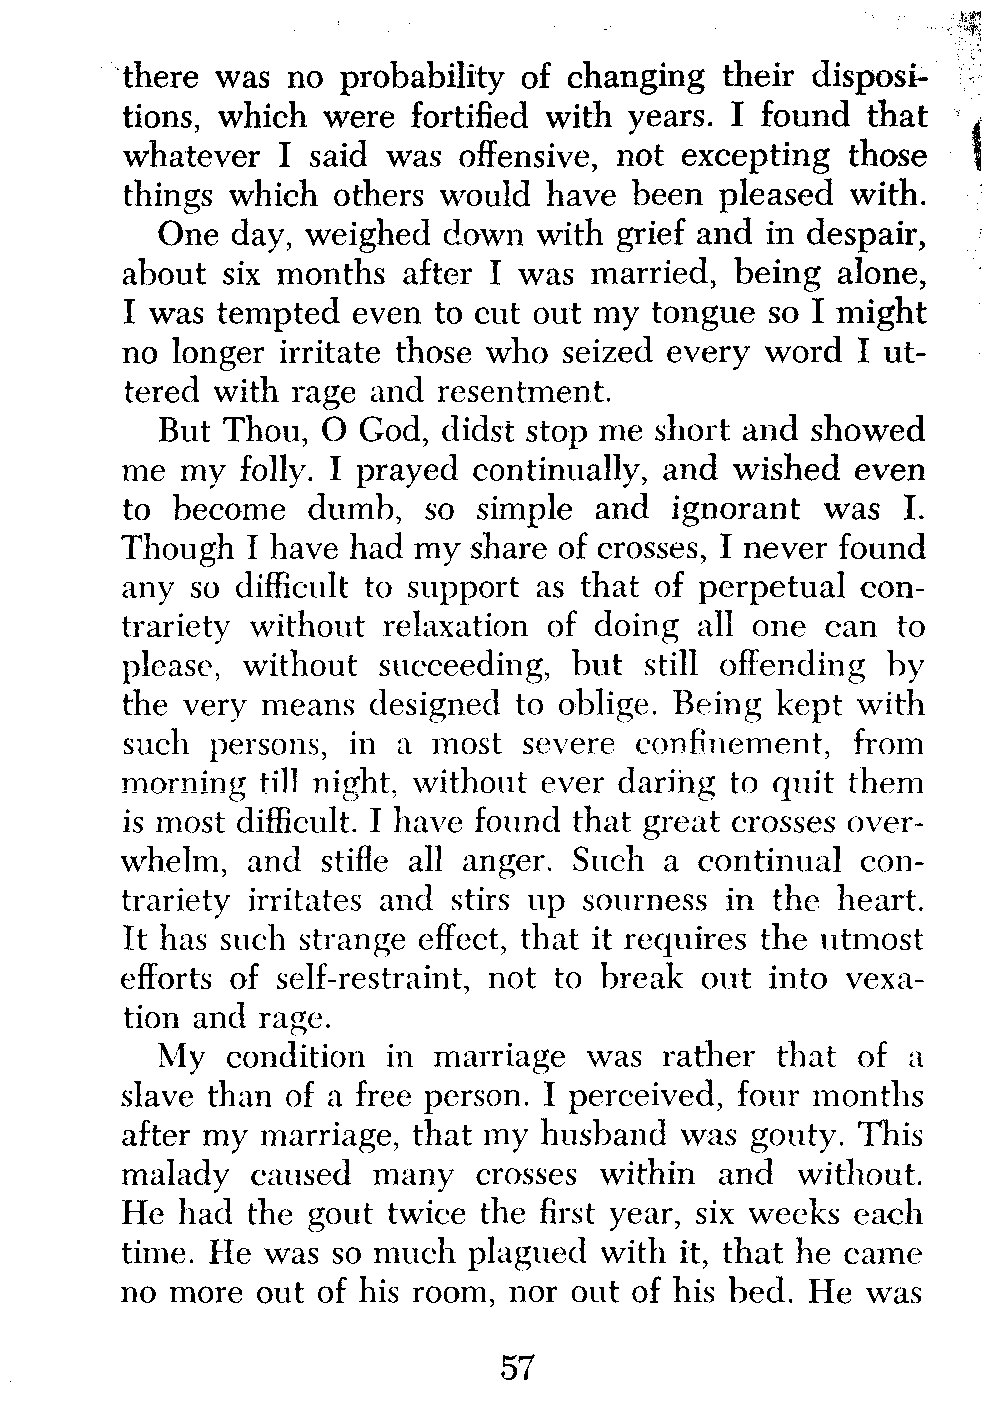 there was no probability of changing their disposi-
tions, which were fortified with years. I found that
whatever I said was offensive, not excepting those
things which others would have been pleased with.
One day, weighed down with grief and in despair,
about six months after I was married, being alone,
I was tempted even to cut out my tongue so I might
no longer irritate those who seized every word I ut-
tered with rage and resentment.
But Thou, O God, didst stop me short and showed
me my folly. I prayed continually, and wished even
to become dumb, so simple and ignorant was I.
Though I have had my share of crosses, I never found
any so difficult to support as that of perpetual con-
trariety without relaxation of doing all one can to
please, without succeeding, but still offending by
the very means designed to oblige. Being kept with
such persons, in a most severe confinement, from
morning till night, without ever daring to quit them
is most difficult. I have found that great crosses over-
whelm, and stifle all anger. Such a continual con-
trariety irritates and stirs up sourness in the heart.
It has such strange effect, that it requires the utmost
efforts of self-restraint, not to break out into vexa-
tion and rage.
My condition in marriage was rather that of a
slave than of a free person. I perceived, four months
after my marriage, that my husband was gouty. This
malady caused many crosses within and without.
He had the gout twice the first year, six weeks each
time. He was so much plagued with it, that he came
no more out of his room, nor out of his bed. He was
57